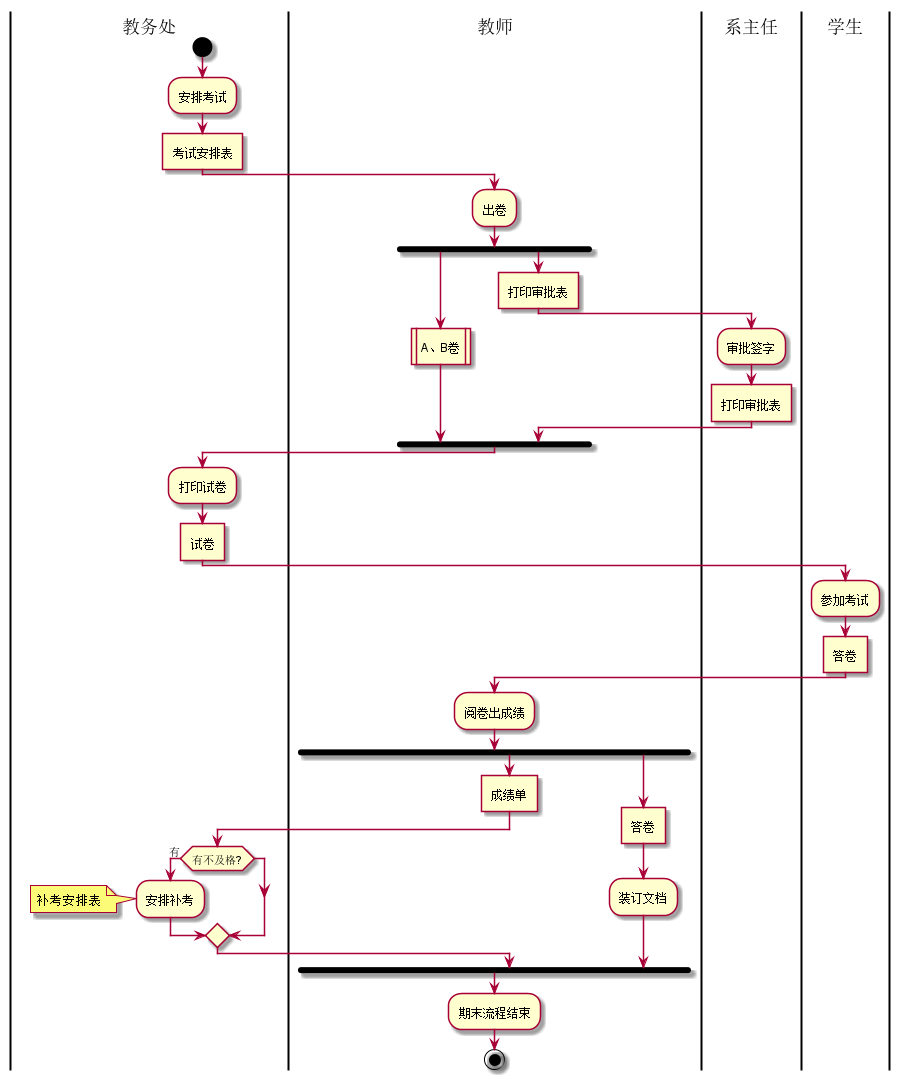 教务处
教师
系主任
学生
安排考试
考试安排表
出卷
打印审批表
A、B卷
审批签字
打印审批表
打印试卷
试卷
参加考试
答卷
阅卷出成绩
成绩单
答卷
有
有不及格?
补考安排表
安排补考
装订文档
期末流程结束